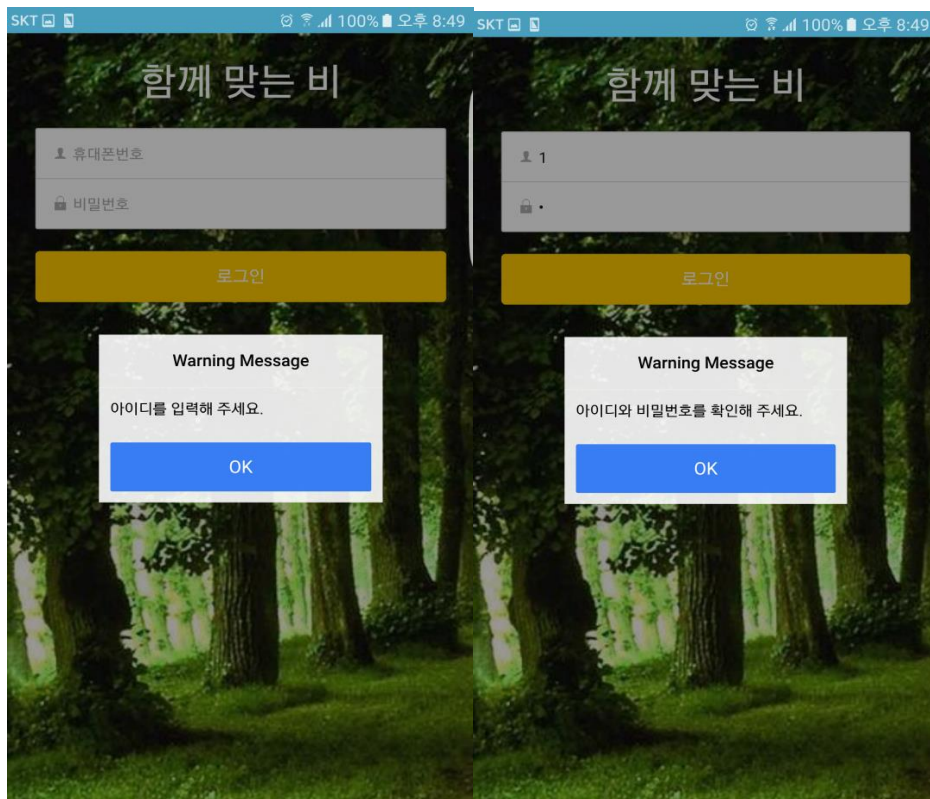 SKT 100% 오후 8:49
함께 맞는 비
휴대폰번호
비밀번호
로그인
Warning Message
아이디를 입력해 주세요.
OK
SKT 100% 오후 8:49
함께 맞는 비
1
•
로그인
Warning Message
아이디와 비밀번호를 확인해 주세요.
OK